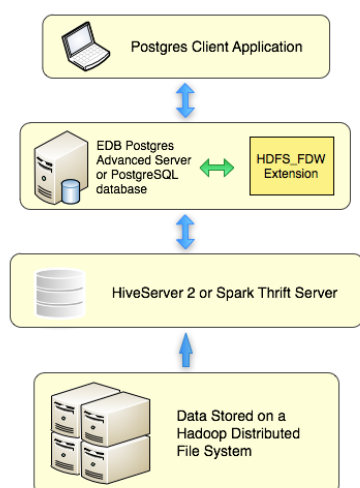 Postgres Client Application
EDB Postgres
Advanced Server
or PostgreSQL
database
HDFS_FDW
Extension
HiveServer 2 or Spark Thrift Server
Data Stored on a
Hadoop Distributed
File System